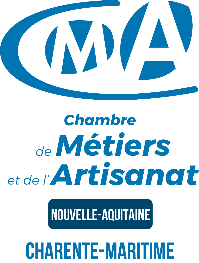 CMA
Chambre
de Métiers
et de l'Artisanat
NOUVELLE-AQUITAINE
CHARENTE-MARITIME